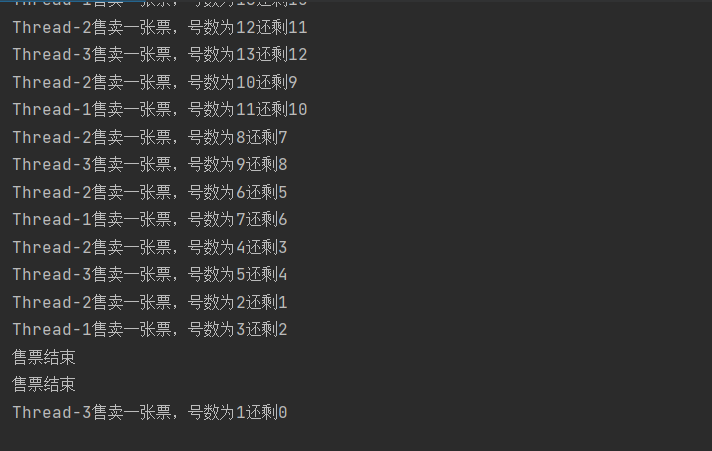 Thread-2售卖一张票，号数为12还剩11
Thread-3售卖一张票，号数为13还剩12
Thread-2售卖一张票，号数为10还剩9
Thread-1售卖一张票，号数为11还剩10
Thread-2售卖一张票，号数为8还剩7
Thread-3售卖一张票，号数为9还剩8
Thread-2售卖一张票，号数为6还剩5
Thread-1售卖一张票，号数为7还剩6
Thread-2售卖一张票，号数为4还剩3
Thread-3售卖一张票，号数为5还剩4
Thread-2售卖一张票，号数为2还剩1
Thread-1售卖一张票，号数为3还剩2
售票结束
售票结束
Thread-3售卖一张票，号数为1还剩0